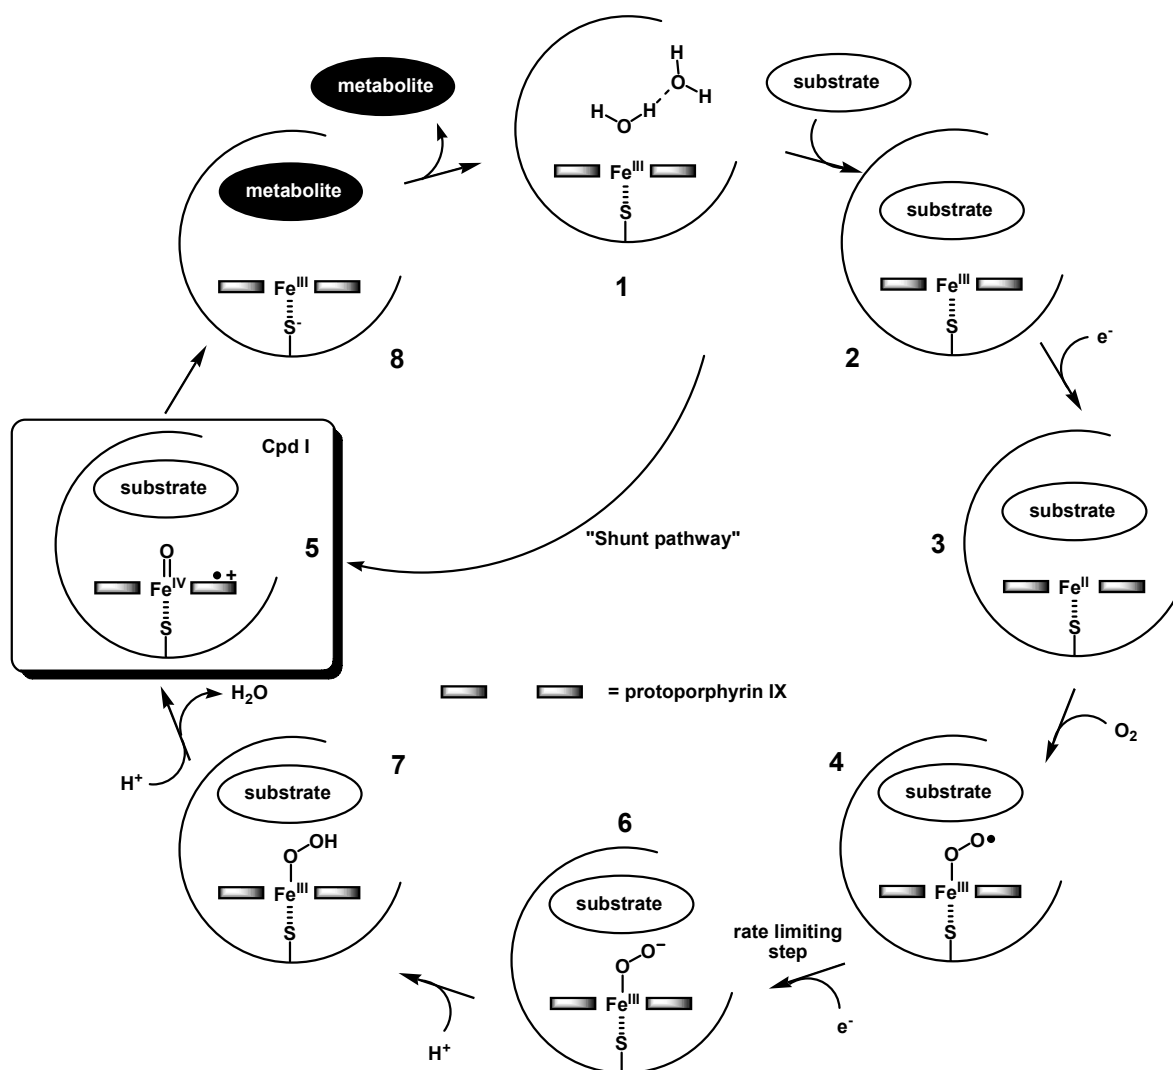 metabolite
H
O
H
H
O
H
Fe^III
S
1
substrate
substrate
Fe^III
S
2
e^-
substrate
Fe^II
S
3
O_2
4
substrate
O
O•
Fe^III
S
rate limiting
step
e^-
6
substrate
O
O^−
Fe^III
S
H^+
7
substrate
O
OH
Fe^III
S
H^+
H_2O
Cpd I
substrate
O
Fe^IV
• +
S
5
metabolite
Fe^III
S^-
8
"Shunt pathway"
= protoporphyrin IX